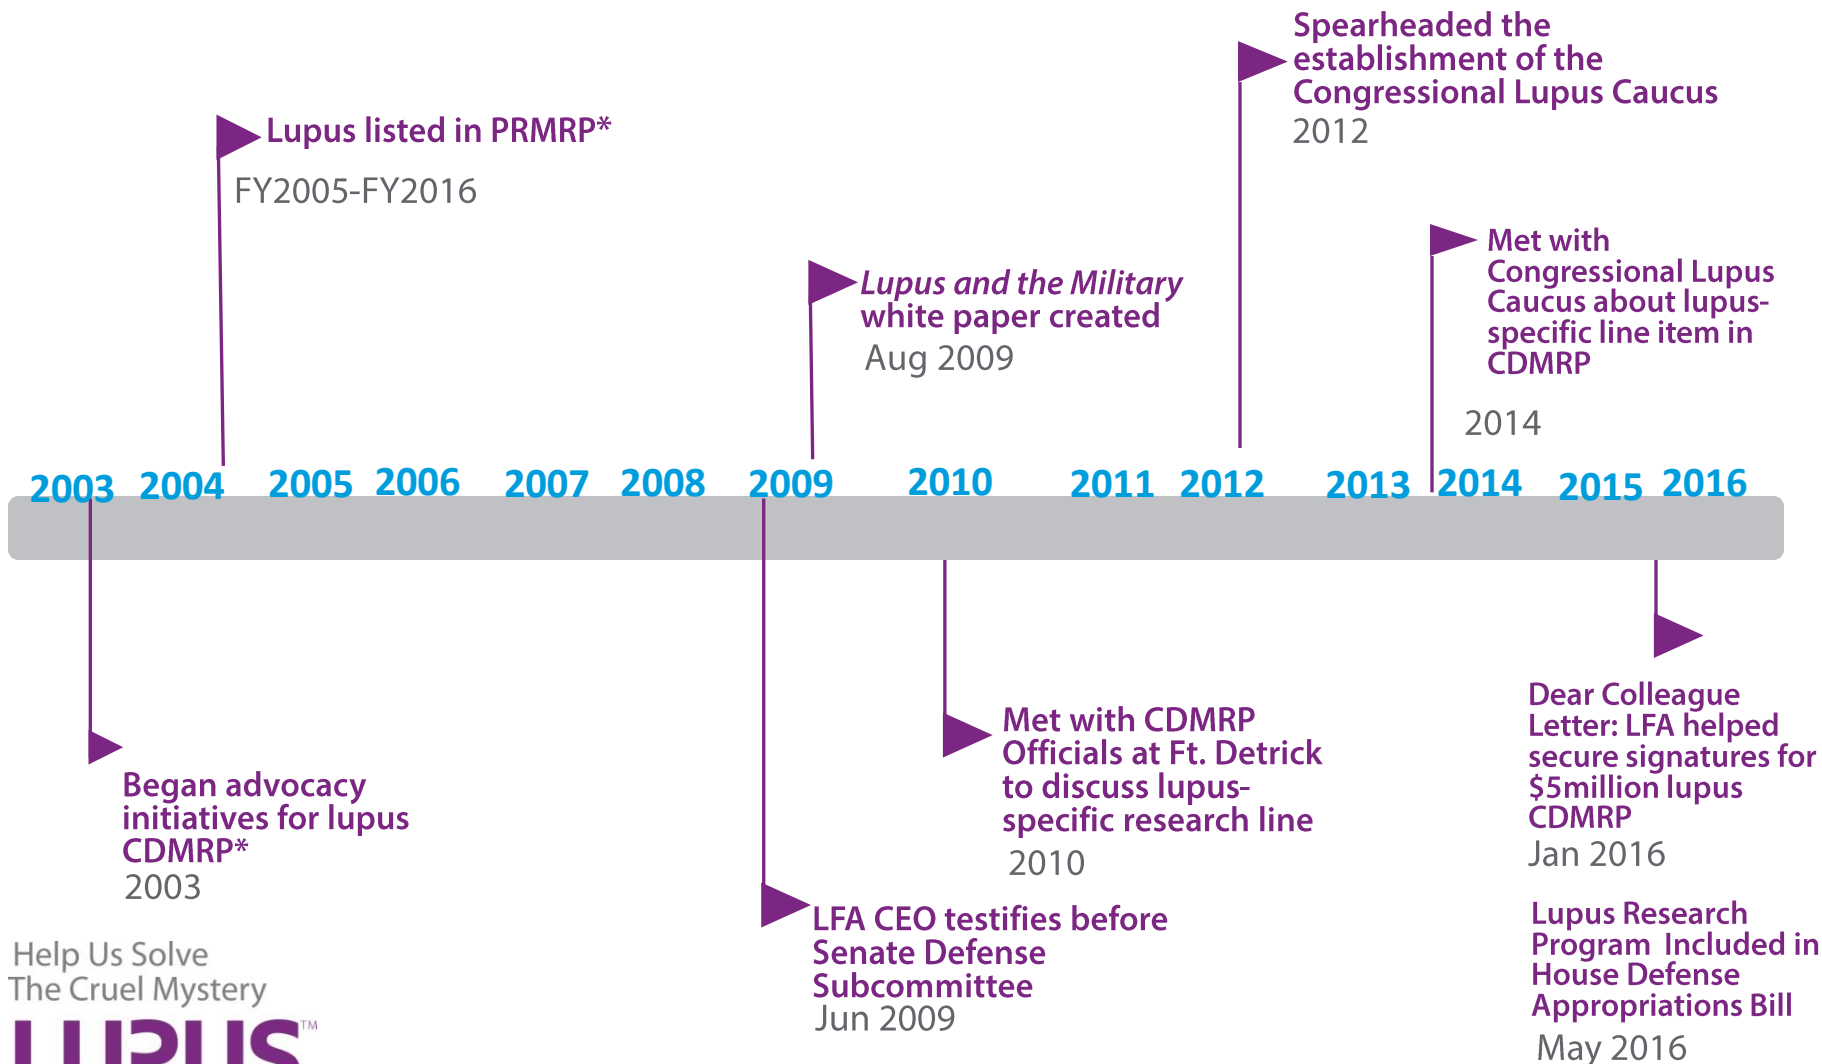 Spearheaded the
establishment of the
Congressional Lupus Caucus
2012
Lupus listed in PRMRP*
FY2005-FY2016
Lupus and the Military
white paper created
Aug 2009
Met with
Congressional Lupus
Caucus about lupus-
specific line item in
CDMRP
2014
2003 2004 2005 2006 2007 2008 2009 2010 2011 2012 2013 2014 2015 2016
Began advocacy
initiatives for lupus
CDMRP*
2003
LFA CEO testifies before
Senate Defense
Subcommittee
Jun 2009
Met with CDMRP
Officials at Ft. Detrick
to discuss lupus-
specific research line
2010
Dear Colleague
Letter: LFA helped
secure signatures for
$5million lupus
CDMRP
Jan 2016
Lupus Research
Program Included in
House Defense
Appropriations Bill
May 2016
Help Us Solve
The Cruel Mystery
LUPUS™